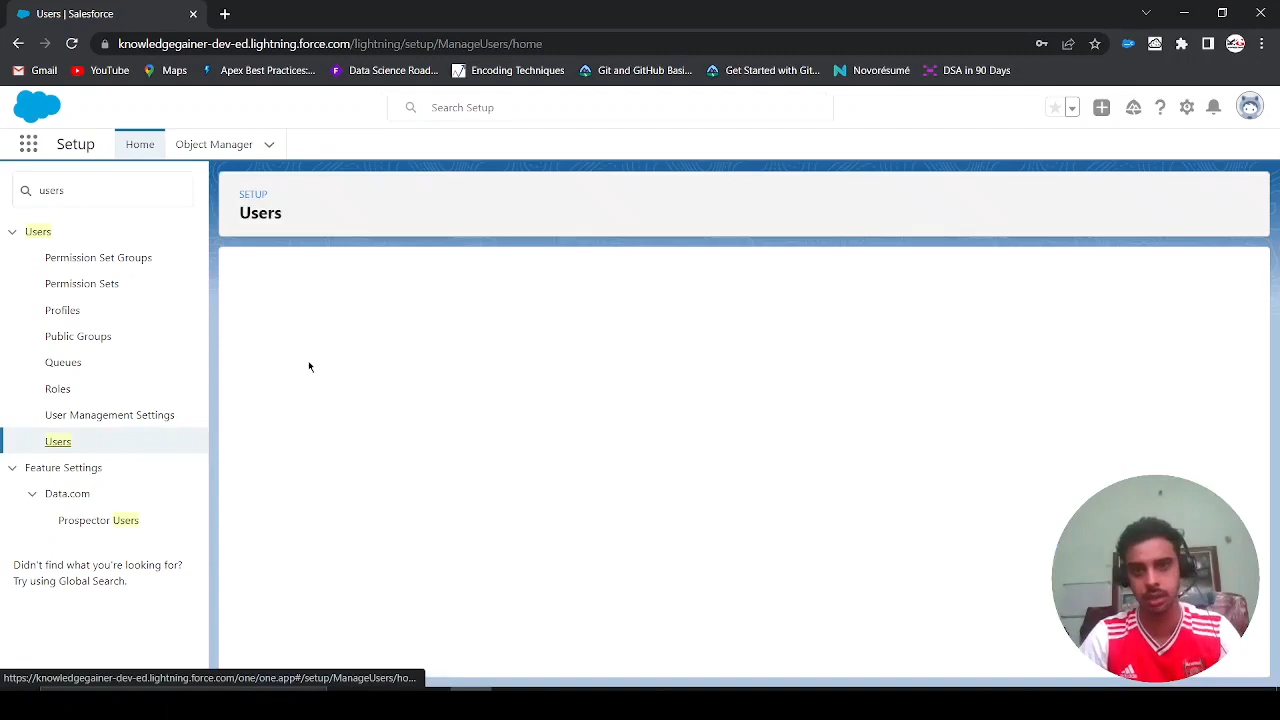 Users | Salesforce
knowledgegainer-dev-ed.lightning.force.com/lightning/setup/ManageUsers/home
Gmail
YouTube
Maps
Apex Best Practices:...
Data Science Road...
Encoding Techniques
Git and GitHub Basi...
Get Started with Git...
Novorésumé
DSA in 90 Days
Search Setup
Setup
Home
Object Manager
users
SETUP
Users
Users
Permission Set Groups
Permission Sets
Profiles
Public Groups
Queues
Roles
User Management Settings
Users
Feature Settings
Data.com
Prospector Users
Didn't find what you're looking for?
Try using Global Search.
https://knowledgegainer-dev-ed.lightning.force.com/one/one.app#/setup/ManageUsers/ho...